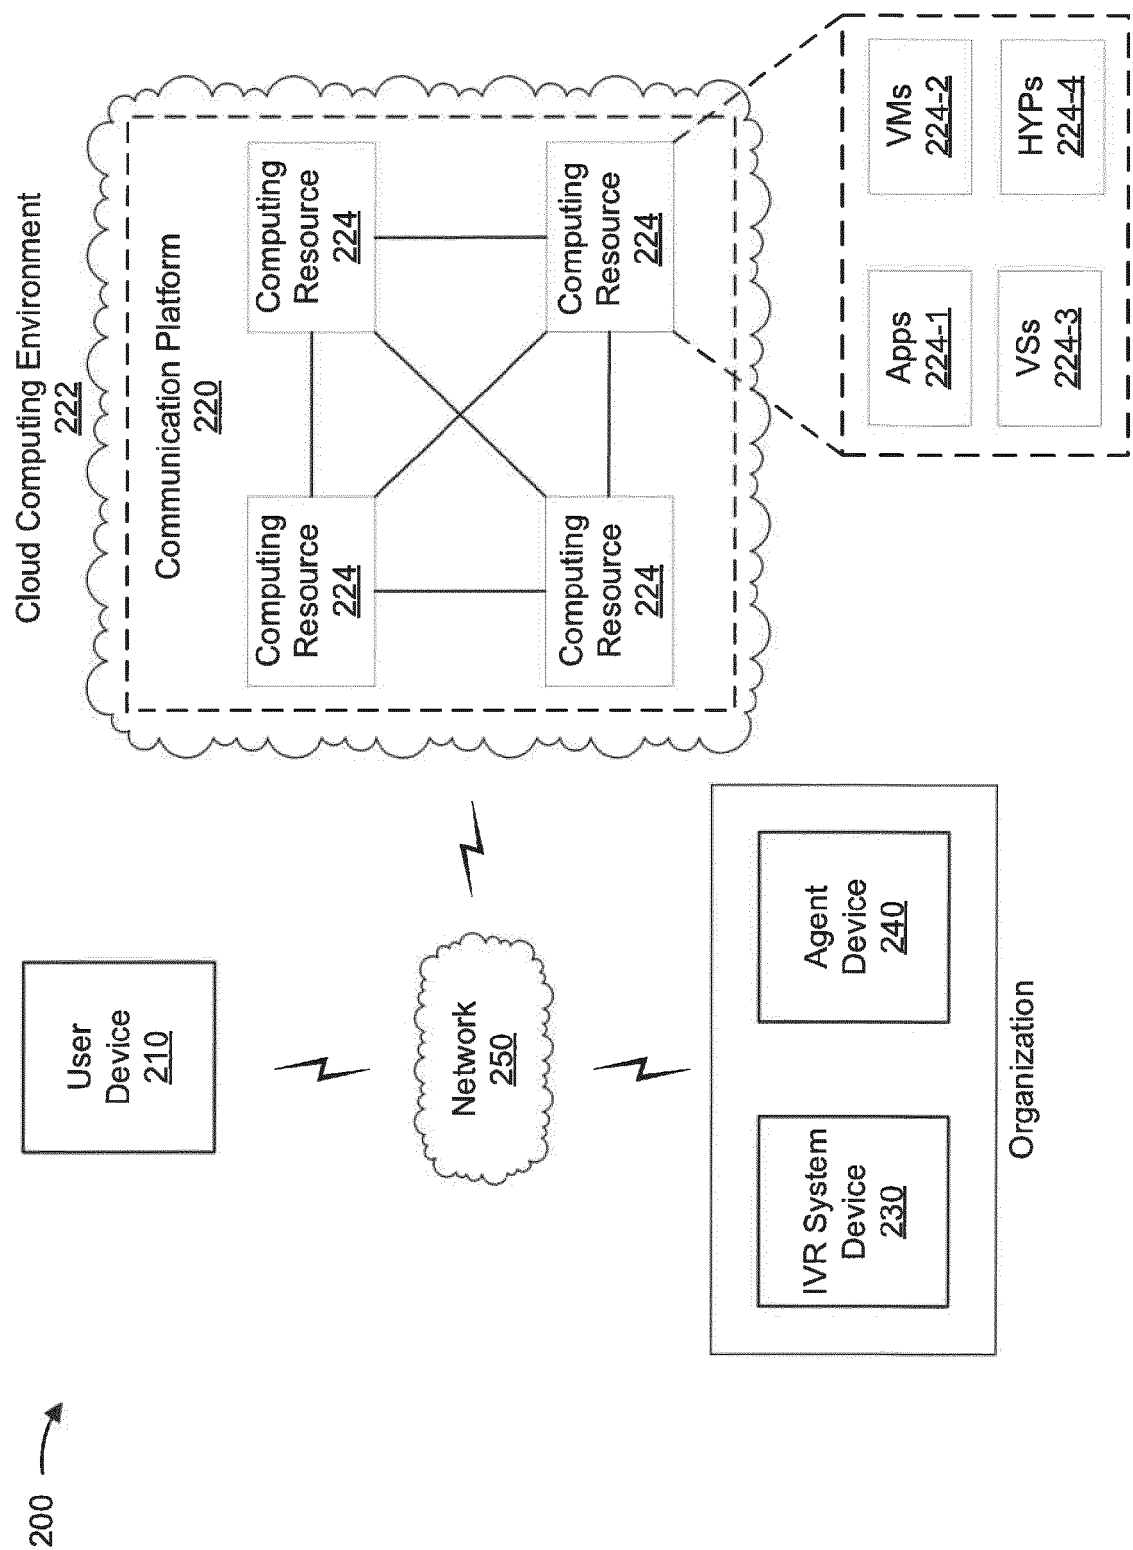 200
User
Device
210
Network
250
IVR System
Device
230
Agent
Device
240
Organization
Cloud Computing Environment
222
Communication Platform
220
Computing
Resource
224
Computing
Resource
224
Computing
Resource
224
Computing
Resource
224
Apps
224-1
VMs
224-2
VSs
224-3
HYPs
224-4